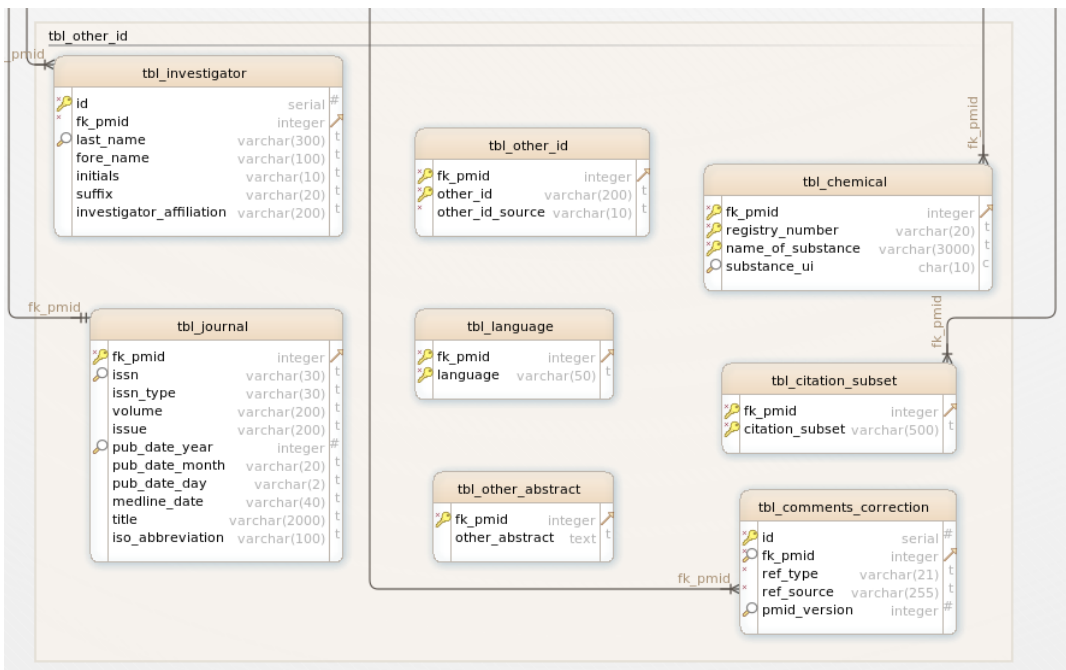 tbl_other_id
_pmid
tbl_investigator
id serial #
fk_pmid integer
last_name varchar(300) t
fore_name varchar(100) t
initials varchar(10) t
suffix varchar(20) t
investigator_affiliation varchar(200) t
tbl_other_id
fk_pmid integer
other_id varchar(200) t
other_id_source varchar(10) t
fk_pmid
tbl_chemical
fk_pmid integer
registry_number varchar(20) t
name_of_substance varchar(3000) t
substance_ui char(10) c
fk_pmid
tbl_journal
fk_pmid integer
issn varchar(30) t
issn_type varchar(30) t
volume varchar(200) t
issue varchar(200) t
pub_date_year integer #
pub_date_month varchar(20) t
pub_date_day varchar(2) t
medline_date varchar(40) t
title varchar(2000) t
iso_abbreviation varchar(100) t
tbl_language
fk_pmid integer
language varchar(50) t
fk_pmid
tbl_citation_subset
fk_pmid integer
citation_subset varchar(500) t
tbl_other_abstract
fk_pmid integer
other_abstract text t
fk_pmid
tbl_comments_correction
id serial #
fk_pmid integer
ref_type varchar(21) t
ref_source varchar(255) t
pmid_version integer #